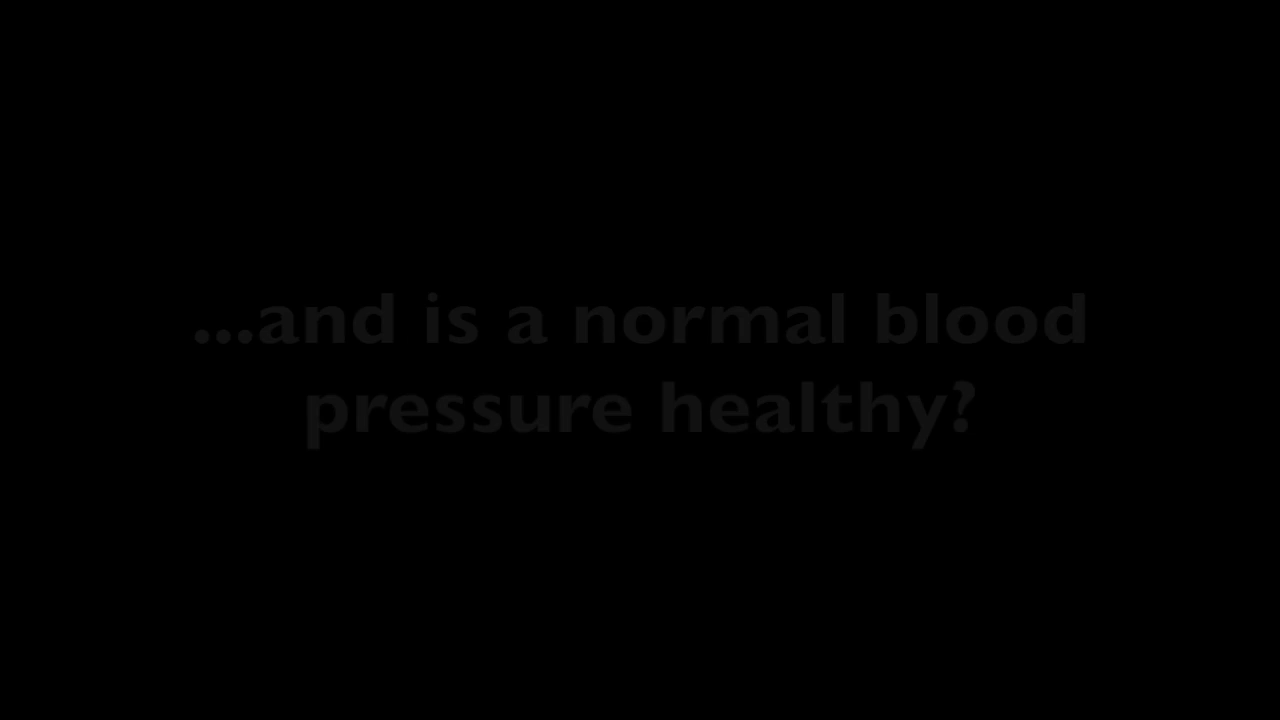 ...and is a normal blood
pressure healthy?